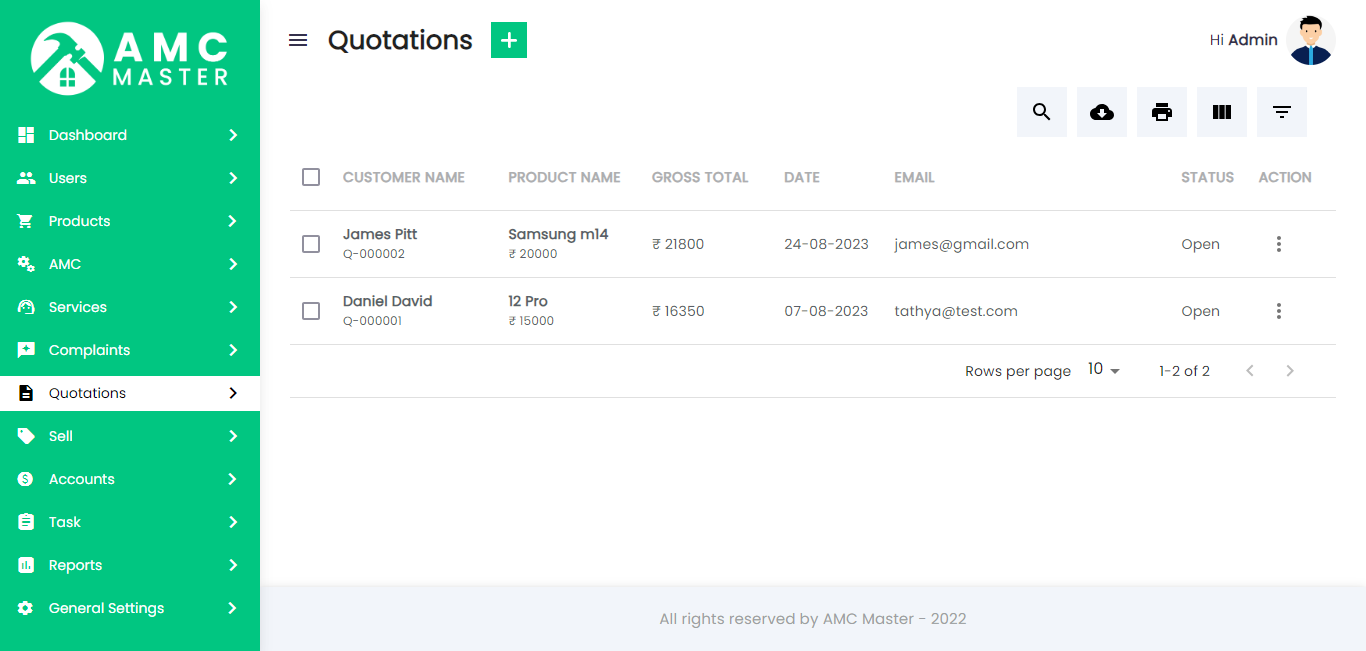 AMC
MASTER
Dashboard
Users
Products
AMC
Services
Complaints
Quotations
Sell
Accounts
Task
Reports
General Settings
Quotations
Hi Admin
CUSTOMER NAME PRODUCT NAME GROSS TOTAL DATE EMAIL STATUS ACTION
James Pitt Samsung m14 ₹ 21800 24-08-2023 james@gmail.com Open
Q-000002 ₹ 20000
Daniel David 12 Pro ₹ 16350 07-08-2023 tathya@test.com Open
Q-000001 ₹ 15000
Rows per page 10 1-2 of 2
All rights reserved by AMC Master - 2022